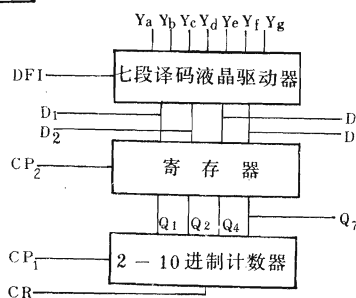 Ya Yb Yc Yd Ye Yf Yg
DFI 七段译码液晶驱动器
D1 D
D2 D
CP2 寄存器
Q1 Q2 Q4 Q7
CP1 2-10进制计数器
CR